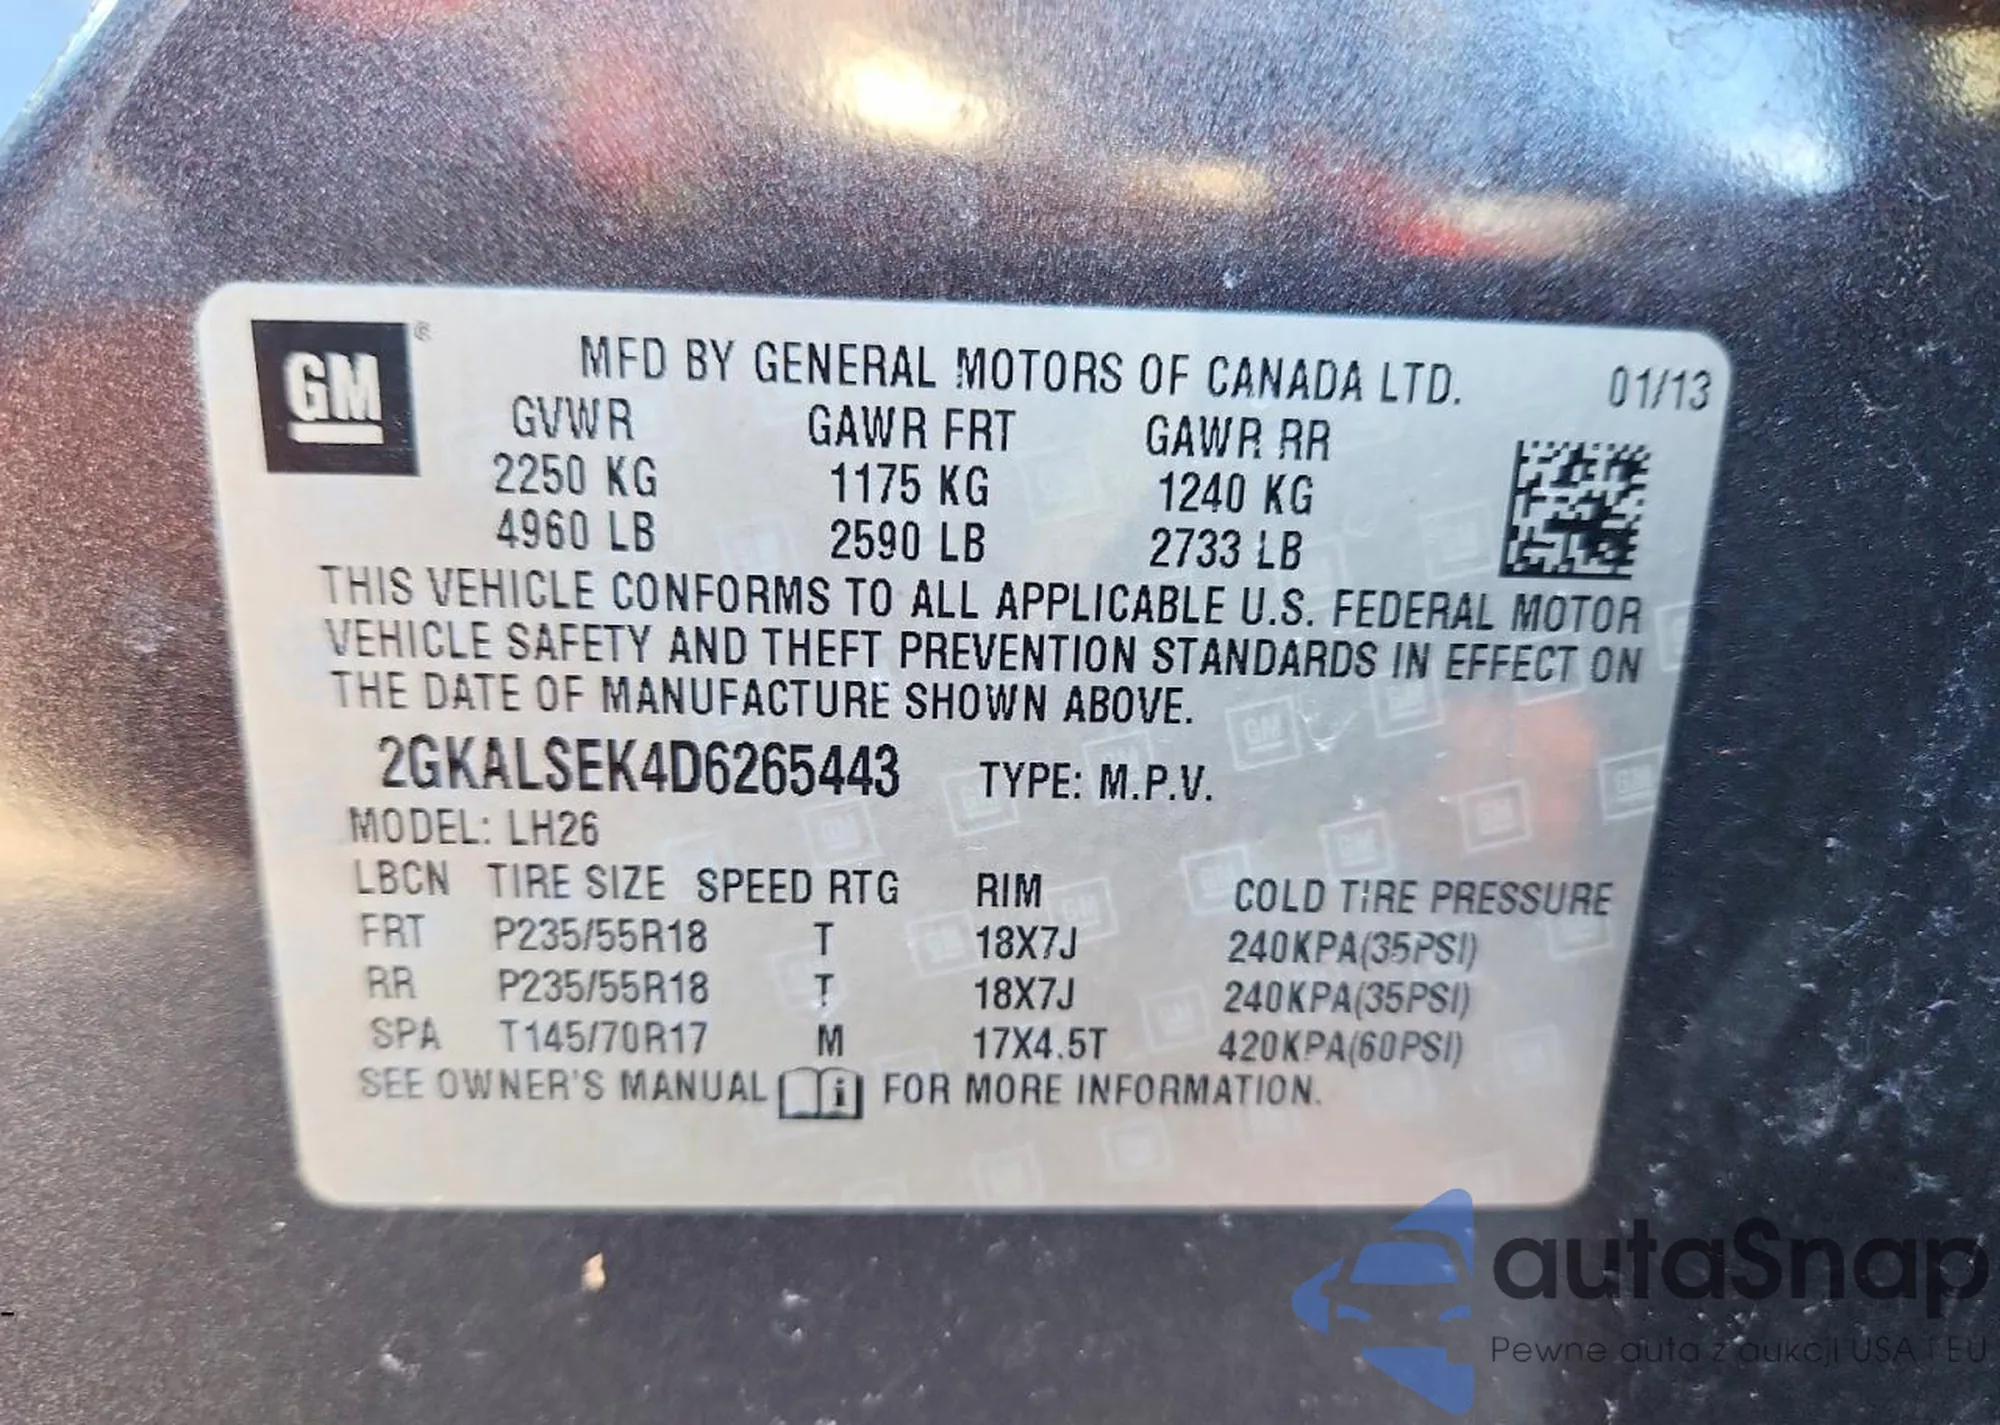 GM ®
MFD BY GENERAL MOTORS OF CANADA LTD. 01/13
GVWR GAWR FRT GAWR RR
2250 KG 1175 KG 1240 KG
4960 LB 2590 LB 2733 LB
THIS VEHICLE CONFORMS TO ALL APPLICABLE U.S. FEDERAL MOTOR
VEHICLE SAFETY AND THEFT PREVENTION STANDARDS IN EFFECT ON
THE DATE OF MANUFACTURE SHOWN ABOVE.
2GKALSEK4D6265443 TYPE: M.P.V.
MODEL: LH26
LBCN TIRE SIZE SPEED RTG RIM COLD TIRE PRESSURE
FRT P235/55R18 T 18X7J 240KPA(35PSI)
RR P235/55R18 T 18X7J 240KPA(35PSI)
SPA T145/70R17 M 17X4.5T 420KPA(60PSI)
SEE OWNER'S MANUAL i FOR MORE INFORMATION.
autaSnap
Pewne auta z aukcji USA i EU